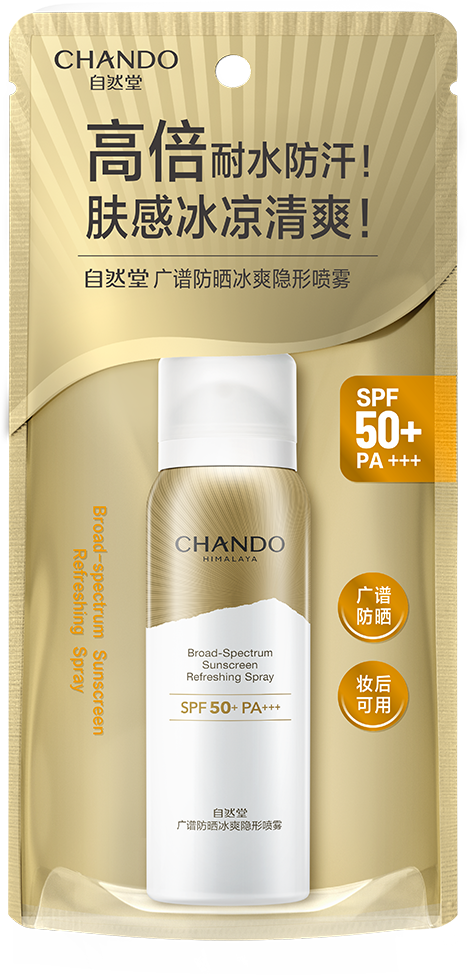 CHANDO
自然堂
高倍耐水防汗!
肤感冰凉清爽!
自然堂 广谱防晒冰爽隐形喷雾
SPF
50+
PA +++
Broad-spectrum Sunscreen
Refreshing Spray
CHANDO
HIMALAYA
广谱
防晒
Broad-Spectrum
Sunscreen
Refreshing Spray
SPF 50+ PA+++
妆后
可用
自然堂
广谱防晒冰爽隐形喷雾